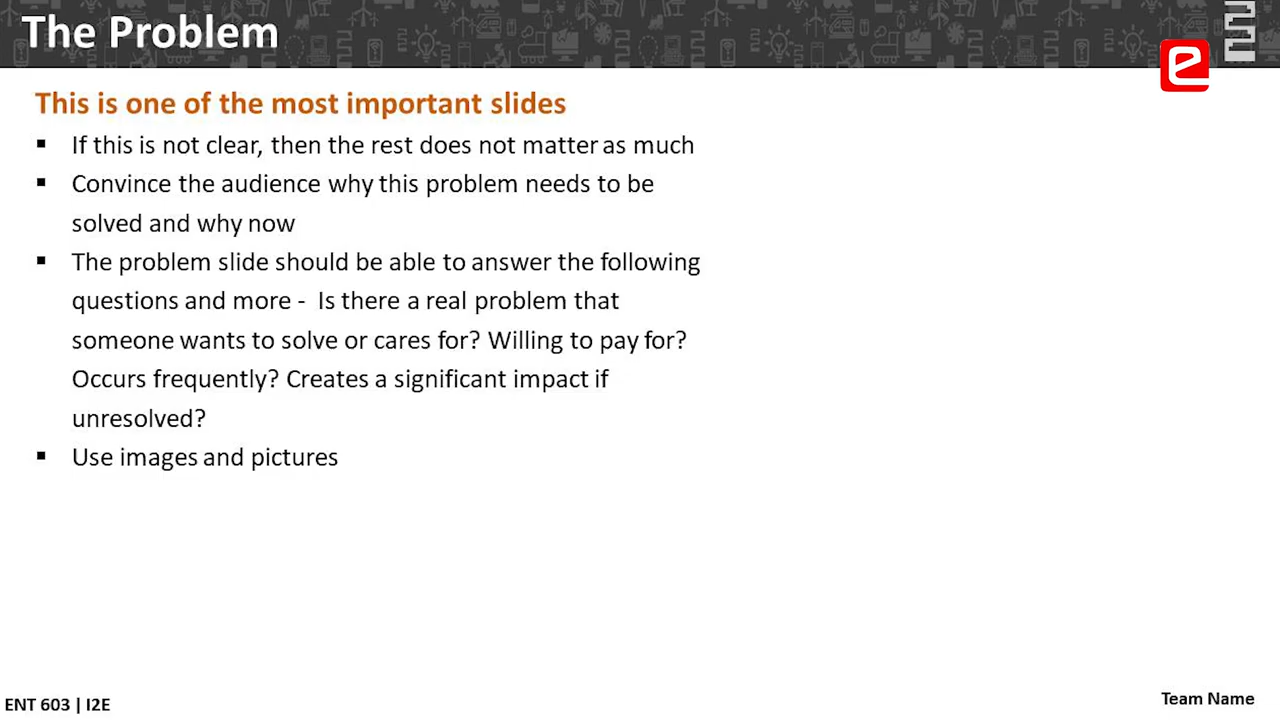 The Problem
This is one of the most important slides
▪ If this is not clear, then the rest does not matter as much
▪ Convince the audience why this problem needs to be
solved and why now
▪ The problem slide should be able to answer the following
questions and more - Is there a real problem that
someone wants to solve or cares for? Willing to pay for?
Occurs frequently? Creates a significant impact if
unresolved?
▪ Use images and pictures
ENT 603 | I2E
Team Name